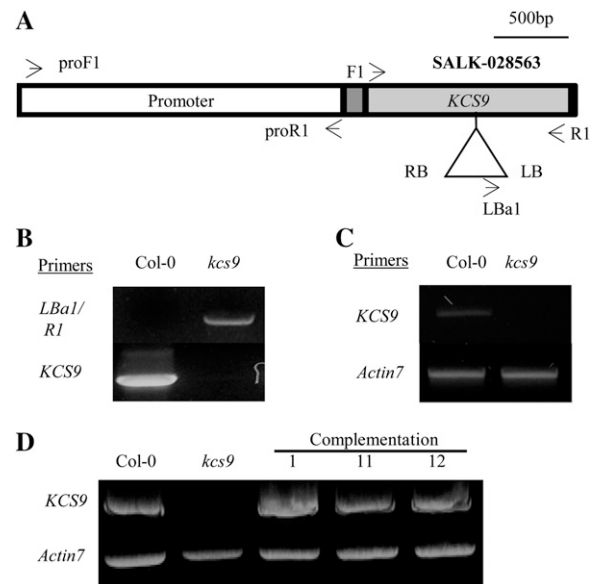 A
500bp
proF1
F1
SALK-028563
Promoter
KCS9
proR1
R1
RB
LB
LBa1
B
Primers
Col-0
kcs9
LBa1/
R1
KCS9
C
Primers
Col-0
kcs9
KCS9
Actin7
D
Complementation
Col-0
kcs9
1
11
12
KCS9
Actin7